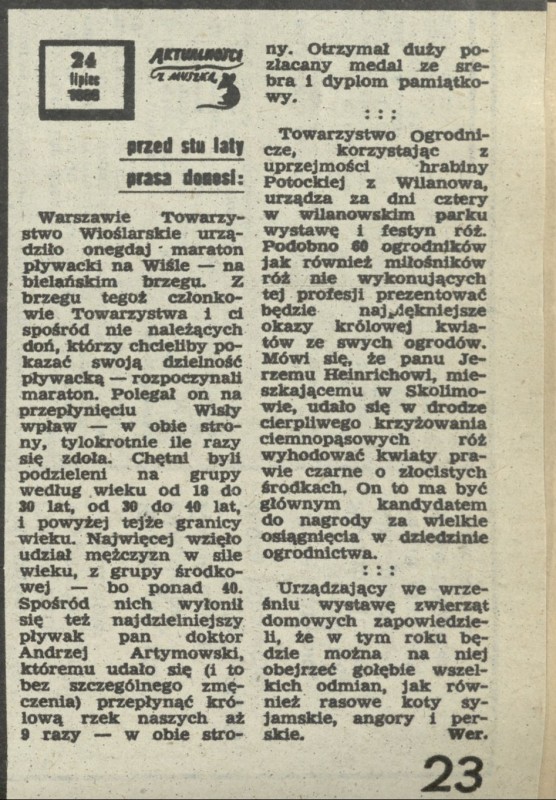 24
lipiec
1886
AKTUALNOŚCI
Z MUSZKĄ
przed stu laty
prasa donosi:
Warszawie Towarzy-
stwo Wioślarskie urzą-
dziło onegdaj maraton
pływacki na Wiśle — na
bielańskim brzegu. Z
brzegu tegoż członko-
wie Towarzystwa i ci
spośród nie należących
doń, którzy chcieliby po-
kazać swoją dzielność
pływacką — rozpoczynali
maraton. Polegał on na
przepłynięciu Wisły
wpław — w obie stro-
ny, tylokrotnie ile razy
się zdoła. Chętni byli
podzieleni na grupy
według wieku od 18 do
30 lat, od 30 do 40 lat,
i powyżej tejże granicy
wieku. Najwięcej wzięło
udział mężczyzn w sile
wieku, z grupy środko-
wej — bo ponad 40.
Spośród nich wyłonił
się też najdzielniejszy
pływak pan doktor
Andrzej Artymowski,
któremu udało się (i to
bez szczególnego zmę-
czenia) przepłynąć kró-
lową rzek naszych aż
9 razy — w obie stro-
ny. Otrzymał duży po-
złacany medal ze sre-
bra i dyplom pamiątko-
wy.
: : :
Towarzystwo Ogrodni-
cze, korzystając z
uprzejmości hrabiny
Potockiej z Wilanowa,
urządza za dni cztery
w wilanowskim parku
wystawę i festyn róż.
Podobno 60 ogrodników
jak również miłośników
róż nie wykonujących
tej profesji prezentować
będzie najpiękniejsze
okazy królowej kwia-
tów ze swych ogrodów.
Mówi się, że panu Je-
rzemu Heinrichowi, mie-
szkającemu w Skolimo-
wie, udało się w drodze
cierpliwego krzyżowania
ciemnopąsowych róż
wyhodować kwiaty pra-
wie czarne o złocistych
środkach. On to ma być
głównym kandydatem
do nagrody za wielkie
osiągnięcia w dziedzinie
ogrodnictwa.
: : :
Urządzający we wrze-
śniu wystawę zwierząt
domowych zapowiedzie-
li, że w tym roku bę-
dzie można na niej
obejrzeć gołębie wszel-
kich odmian, jak rów-
nież rasowe koty sy-
jamskie, angory i per-
skie. Wer.
23